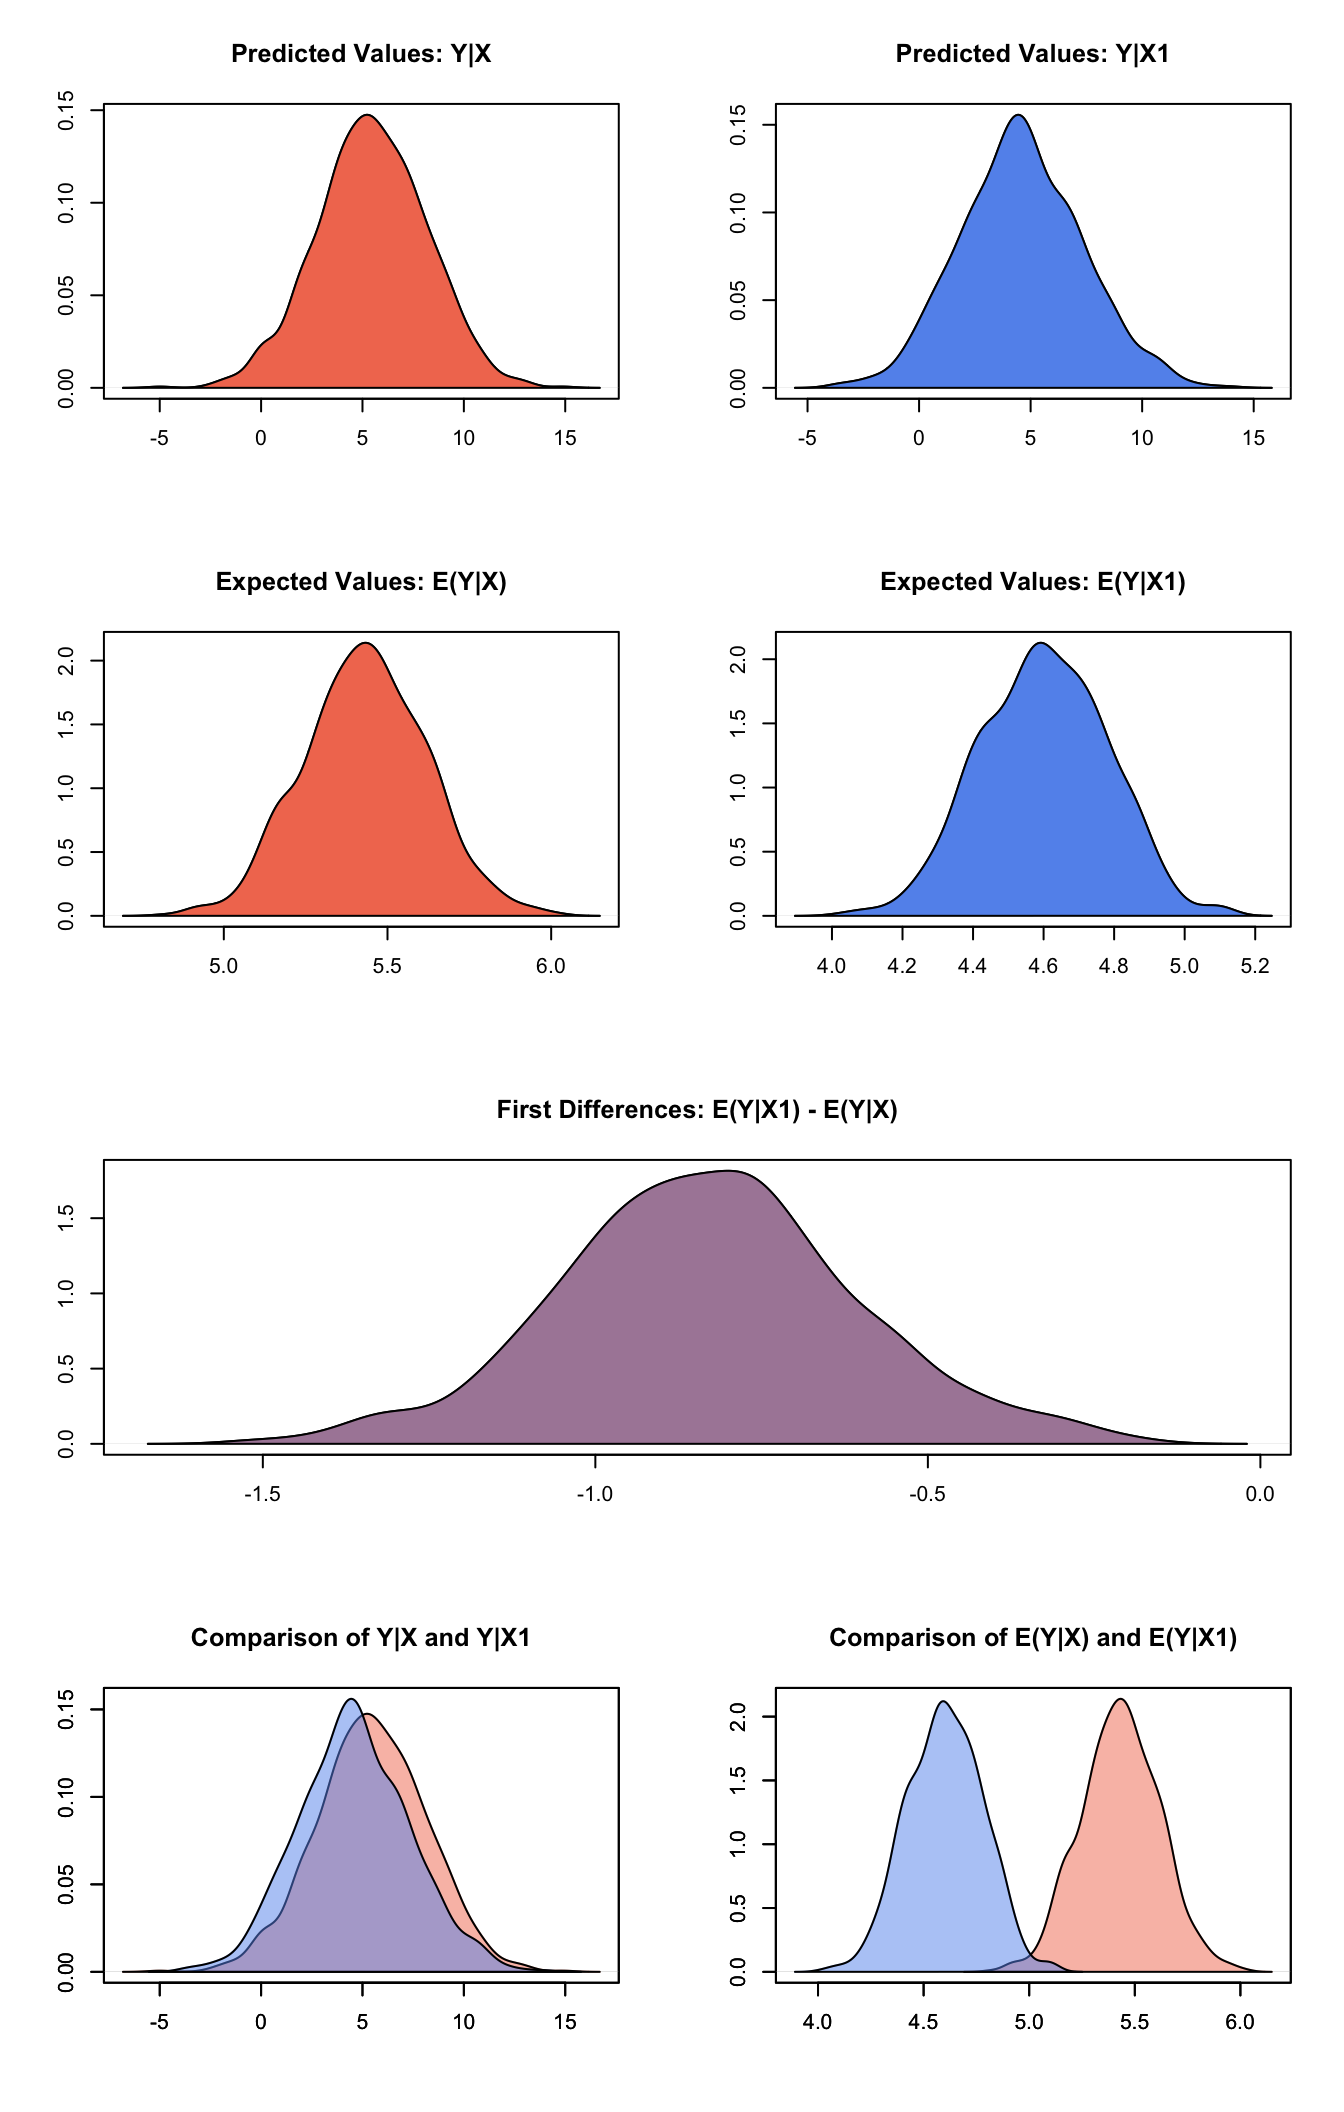 Predicted Values: Y|X
0.00 0.05 0.10 0.15
-5 0 5 10 15
Predicted Values: Y|X1
0.00 0.05 0.10 0.15
-5 0 5 10 15
Expected Values: E(Y|X)
0.0 0.5 1.0 1.5 2.0
5.0 5.5 6.0
Expected Values: E(Y|X1)
0.0 0.5 1.0 1.5 2.0
4.0 4.2 4.4 4.6 4.8 5.0 5.2
First Differences: E(Y|X1) - E(Y|X)
0.0 0.5 1.0 1.5
-1.5 -1.0 -0.5 0.0
Comparison of Y|X and Y|X1
0.00 0.05 0.10 0.15
-5 0 5 10 15
Comparison of E(Y|X) and E(Y|X1)
0.0 0.5 1.0 1.5 2.0
4.0 4.5 5.0 5.5 6.0